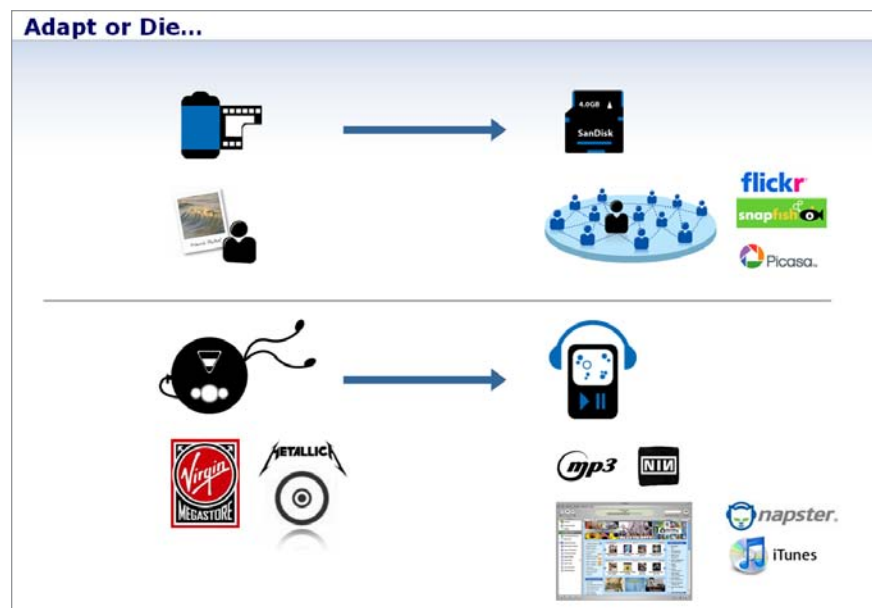 Adapt or Die...
4.0GB
SanDisk
flickr
snapfish
Picasa
Virgin
MEGASTORE
METALLICA
mp3
NIN
napster.
iTunes